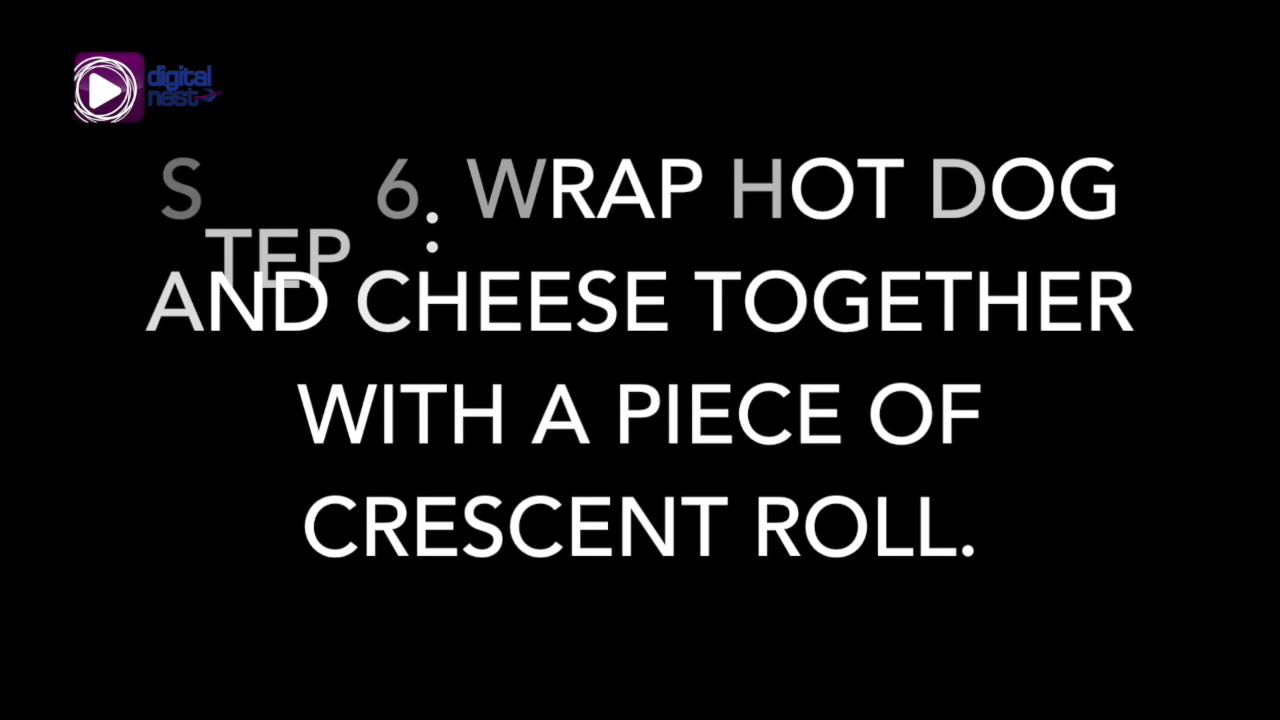 digital
nest
STEP 6: WRAP HOT DOG
AND CHEESE TOGETHER
WITH A PIECE OF
CRESCENT ROLL.